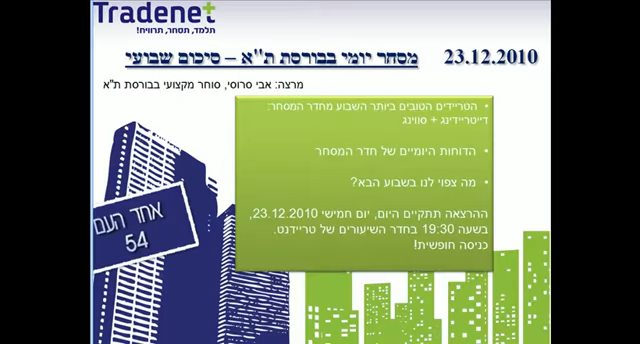 Tradenet
תלמד, תסחר, תרוויח!
מסחר יומי בבורסת ת"א – סיכום שבועי
23.12.2010
מרצה: אבי סרוסי, סוחר מקצועי בבורסת ת"א
• הטריידים הטובים ביותר השבוע מחדר המסחר:
דייטריידינג + סווינג
• הדוחות היומיים של חדר המסחר
• מה צפוי לנו בשבוע הבא?
ההרצאה תתקיים היום, יום חמישי 23.12.2010,
בשעה 19:30 בחדר השיעורים של טריידנט.
כניסה חופשית!
אחד העם
54